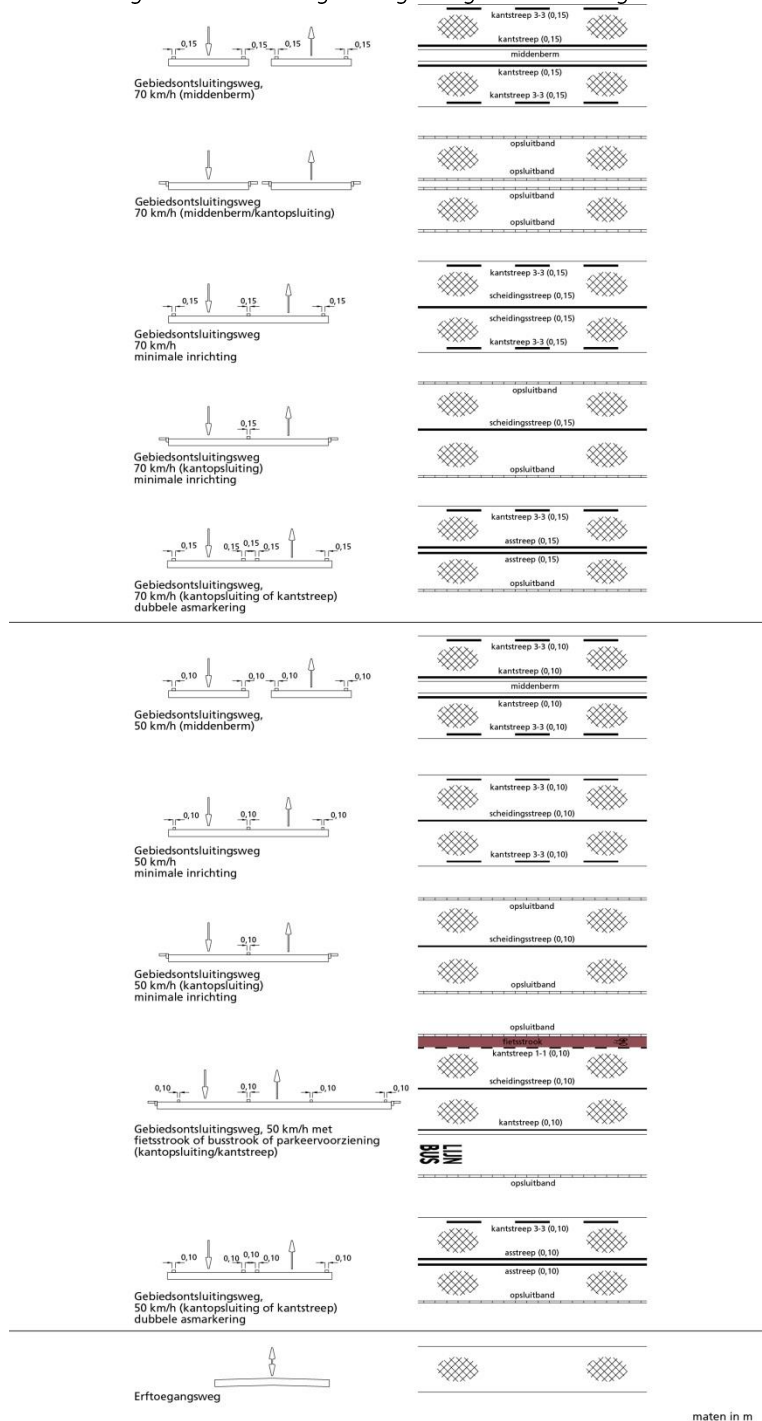 kantstreep 3-3 (0,15)
0,15 0,15 0,15 0,15
kantstreep (0,15)
middenberm
kantstreep (0,15)
kantstreep 3-3 (0,15)
Gebiedsontsluitingsweg,
70 km/h (middenberm)
opsluitband
opsluitband
opsluitband
opsluitband
Gebiedsontsluitingsweg
70 km/h (middenberm/kantopsluiting)
kantstreep 3-3 (0,15)
0,15 0,15 0,15
scheidingsstreep (0,15)
scheidingsstreep (0,15)
kantstreep 3-3 (0,15)
Gebiedsontsluitingsweg
70 km/h
minimale inrichting
opsluitband
0,15
scheidingsstreep (0,15)
opsluitband
Gebiedsontsluitingsweg
70 km/h (kantopsluiting)
minimale inrichting
kantstreep 3-3 (0,15)
0,15 0,15 0,15 0,15 0,15
asstreep (0,15)
asstreep (0,15)
opsluitband
Gebiedsontsluitingsweg,
70 km/h (kantopsluiting of kantstreep)
dubbele asmarkering
kantstreep 3-3 (0,10)
0,10 0,10 0,10 0,10
kantstreep (0,10)
middenberm
kantstreep (0,10)
kantstreep 3-3 (0,10)
Gebiedsontsluitingsweg,
50 km/h (middenberm)
kantstreep 3-3 (0,10)
0,10 0,10 0,10
scheidingsstreep (0,10)
kantstreep 3-3 (0,10)
Gebiedsontsluitingsweg
50 km/h
minimale inrichting
opsluitband
0,10
scheidingsstreep (0,10)
opsluitband
Gebiedsontsluitingsweg
50 km/h (kantopsluiting)
minimale inrichting
opsluitband
fietsstrook
kantstreep 1-1 (0,10)
0,10 0,10 0,10 0,10
scheidingsstreep (0,10)
kantstreep (0,10)
LIJN
BUS
opsluitband
Gebiedsontsluitingsweg, 50 km/h met
fietsstrook of busstrook of parkeervoorziening
(kantopsluiting/kantstreep)
kantstreep 3-3 (0,10)
0,10 0,10 0,10 0,10 0,10
asstreep (0,10)
asstreep (0,10)
opsluitband
Gebiedsontsluitingsweg,
50 km/h (kantopsluiting of kantstreep)
dubbele asmarkering
Erftoegangsweg
maten in m